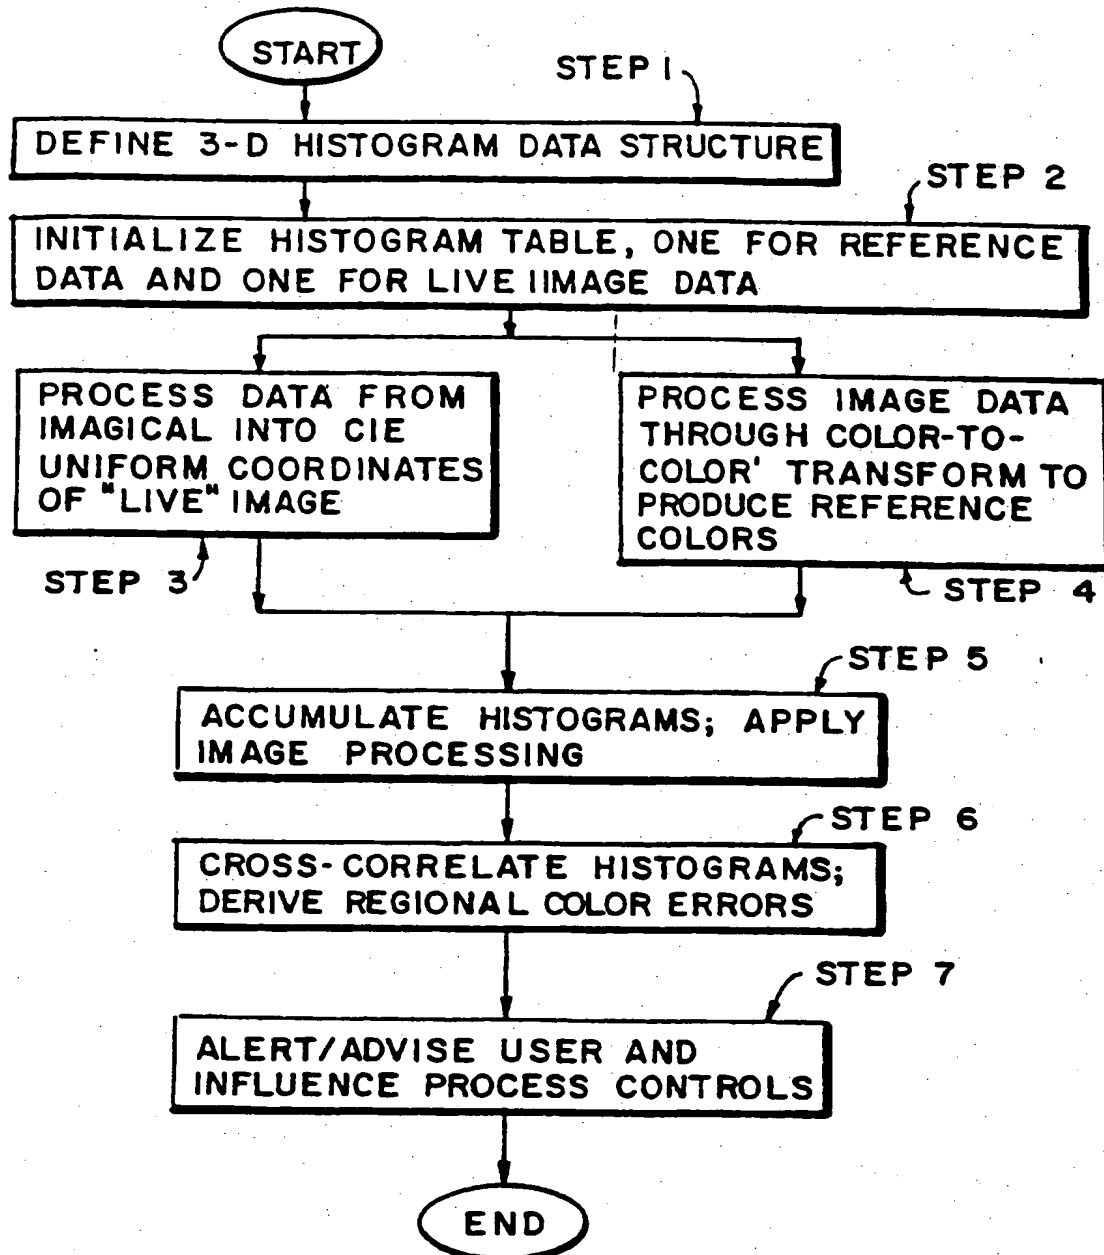 START
STEP 1
DEFINE 3-D HISTOGRAM DATA STRUCTURE
STEP 2
INITIALIZE HISTOGRAM TABLE, ONE FOR REFERENCE
DATA AND ONE FOR LIVE IIMAGE DATA
PROCESS DATA FROM
IMAGICAL INTO CIE
UNIFORM COORDINATES
OF "LIVE" IMAGE
STEP 3
PROCESS IMAGE DATA
THROUGH COLOR-TO-
COLOR' TRANSFORM TO
PRODUCE REFERENCE
COLORS
STEP 4
STEP 5
ACCUMULATE HISTOGRAMS; APPLY
IMAGE PROCESSING
STEP 6
CROSS-CORRELATE HISTOGRAMS;
DERIVE REGIONAL COLOR ERRORS
STEP 7
ALERT/ADVISE USER AND
INFLUENCE PROCESS CONTROLS
END